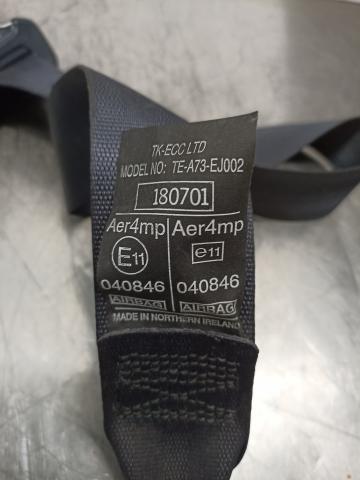 TK-ECC LTD
MODEL NO: TE-A73-EJ002
180701
Aer4mp Aer4mp
E11 e11
040846 040846
AIRBAG AIRBAG
MADE IN NORTHERN IRELAND